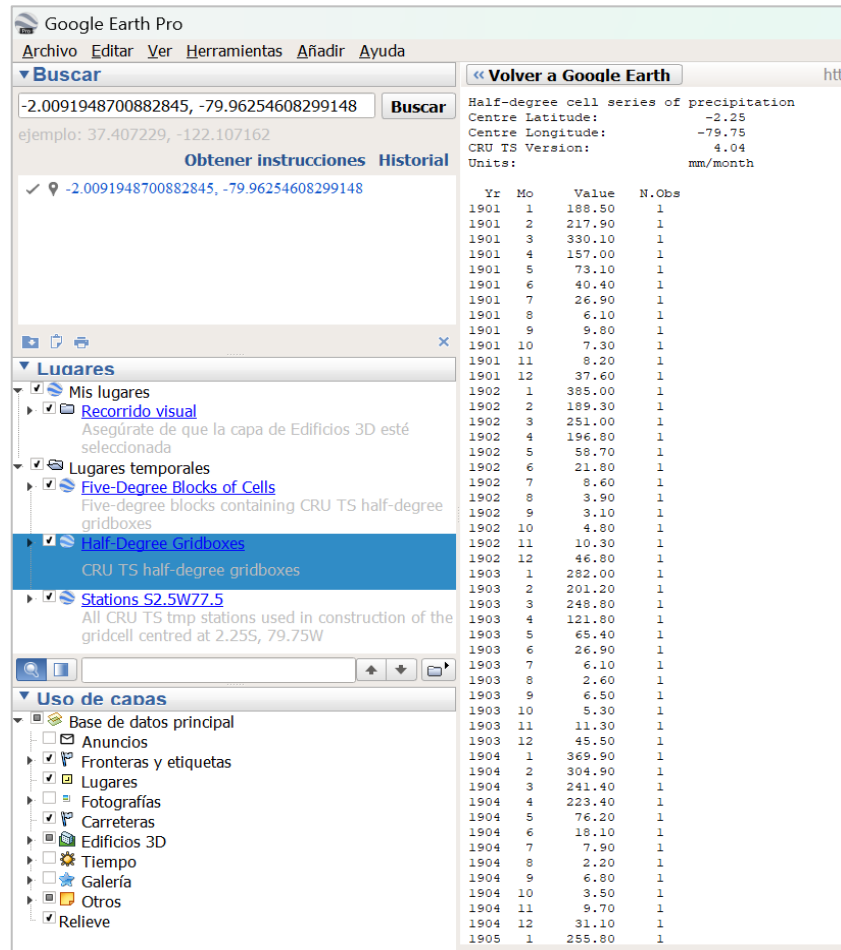 Google Earth Pro
Archivo Editar Ver Herramientas Añadir Ayuda
Buscar
-2.0091948700882845, -79.96254608299148 Buscar
ejemplo: 37.407229, -122.107162
Obtener instrucciones Historial
-2.0091948700882845, -79.96254608299148
Lugares
Mis lugares
Recorrido visual
Asegúrate de que la capa de Edificios 3D esté
seleccionada
Lugares temporales
Five-Degree Blocks of Cells
Five-degree blocks containing CRU TS half-degree
gridboxes
Half-Degree Gridboxes
CRU TS half-degree gridboxes
Stations S2.5W77.5
All CRU TS tmp stations used in construction of the
gridcell centred at 2.25S, 79.75W
Uso de capas
Base de datos principal
Anuncios
Fronteras y etiquetas
Lugares
Fotografías
Carreteras
Edificios 3D
Tiempo
Galería
Otros
Relieve
« Volver a Google Earth htt
Half-degree cell series of precipitation
Centre Latitude: -2.25
Centre Longitude: -79.75
CRU TS Version: 4.04
Units: mm/month
Yr Mo Value N.Obs
1901 1 188.50 1
1901 2 217.90 1
1901 3 330.10 1
1901 4 157.00 1
1901 5 73.10 1
1901 6 40.40 1
1901 7 26.90 1
1901 8 6.10 1
1901 9 9.80 1
1901 10 7.30 1
1901 11 8.20 1
1901 12 37.60 1
1902 1 385.00 1
1902 2 189.30 1
1902 3 251.00 1
1902 4 196.80 1
1902 5 58.70 1
1902 6 21.80 1
1902 7 8.60 1
1902 8 3.90 1
1902 9 3.10 1
1902 10 4.80 1
1902 11 10.30 1
1902 12 46.80 1
1903 1 282.00 1
1903 2 201.20 1
1903 3 248.80 1
1903 4 121.80 1
1903 5 65.40 1
1903 6 26.90 1
1903 7 6.10 1
1903 8 2.60 1
1903 9 6.50 1
1903 10 5.30 1
1903 11 11.30 1
1903 12 45.50 1
1904 1 369.90 1
1904 2 304.90 1
1904 3 241.40 1
1904 4 223.40 1
1904 5 76.20 1
1904 6 18.10 1
1904 7 7.90 1
1904 8 2.20 1
1904 9 6.80 1
1904 10 3.50 1
1904 11 9.70 1
1904 12 31.10 1
1905 1 255.80 1